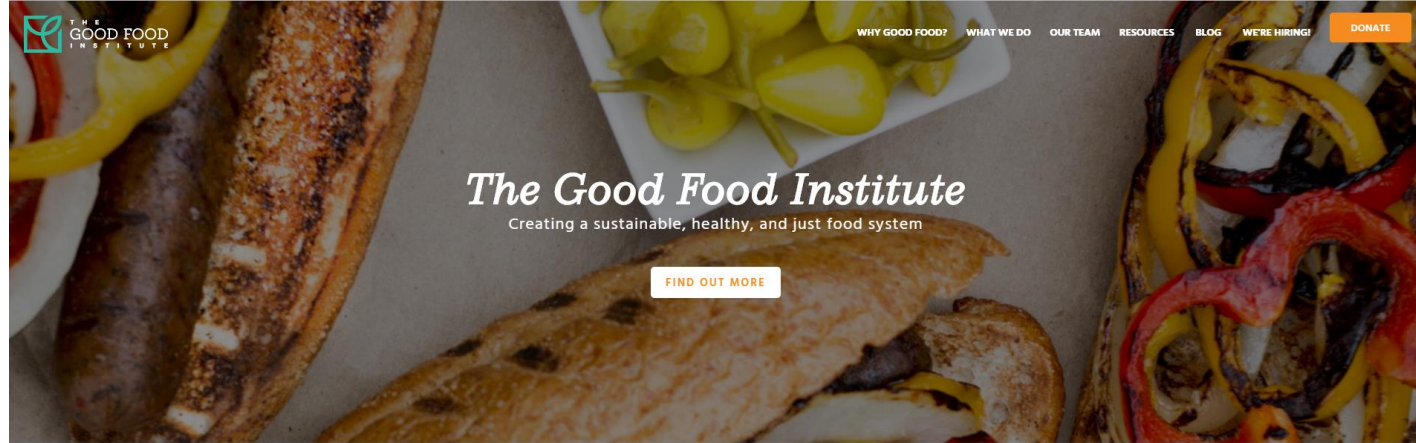 THE
GOOD FOOD
INSTITUTE
WHY GOOD FOOD? WHAT WE DO OUR TEAM RESOURCES BLOG WE'RE HIRING! DONATE
The Good Food Institute
Creating a sustainable, healthy, and just food system
FIND OUT MORE